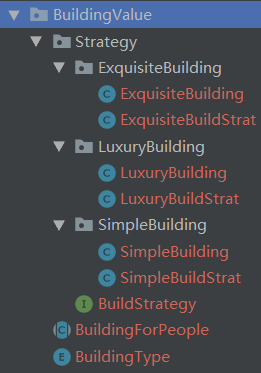 BuildingValue
Strategy
ExquisiteBuilding
C ExquisiteBuilding
C ExquisiteBuildStrat
LuxuryBuilding
C LuxuryBuilding
C LuxuryBuildStrat
SimpleBuilding
C SimpleBuilding
C SimpleBuildStrat
I BuildStrategy
C BuildingForPeople
E BuildingType